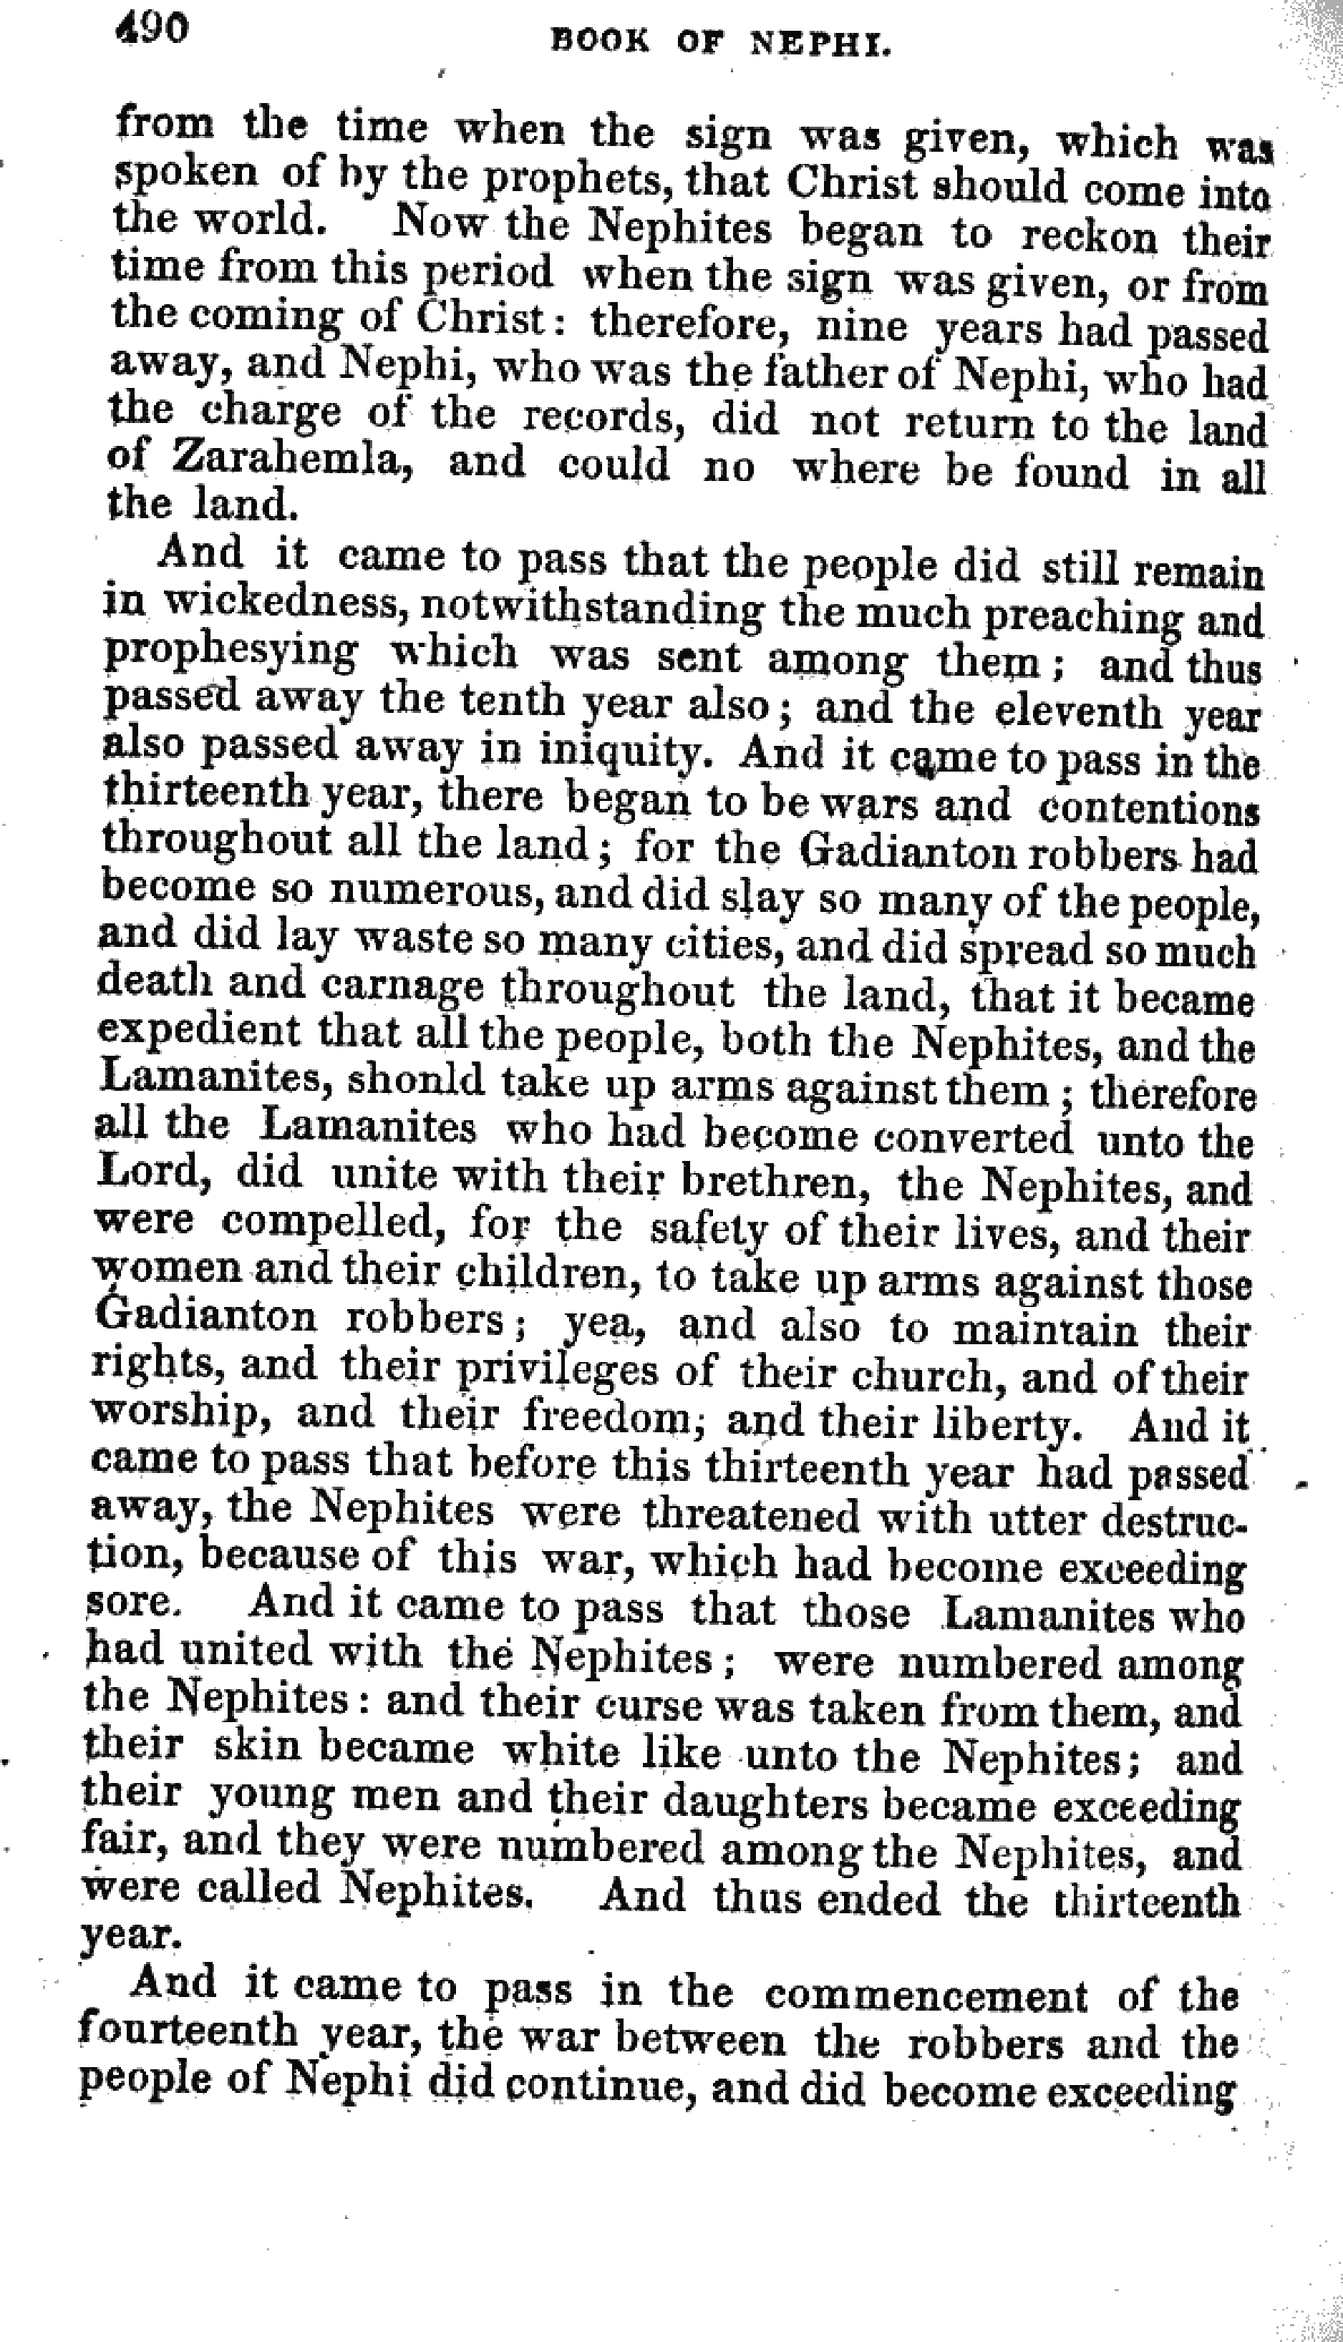 490
BOOK OF NEPHI.
from the time when the sign was given, which was
spoken of by the prophets, that Christ should come into
the world. Now the Nephites began to reckon their
time from this period when the sign was given, or from
the coming of Christ: therefore, nine years had passed
away, and Nephi, who was the father of Nephi, who had
the charge of the records, did not return to the land
of Zarahemla, and could no where be found in all
the land.
And it came to pass that the people did still remain
in wickedness, notwithstanding the much preaching and
prophesying which was sent among them; and thus
passed away the tenth year also; and the eleventh year
also passed away in iniquity. And it came to pass in the
thirteenth year, there began to be wars and contentions
throughout all the land; for the Gadianton robbers had
become so numerous, and did slay so many of the people,
and did lay waste so many cities, and did spread so much
death and carnage throughout the land, that it became
expedient that all the people, both the Nephites, and the
Lamanites, shonld take up arms against them; therefore
all the Lamanites who had become converted unto the
Lord, did unite with their brethren, the Nephites, and
were compelled, for the safety of their lives, and their
women and their children, to take up arms against those
Gadianton robbers; yea, and also to maintain their
rights, and their privileges of their church, and of their
worship, and their freedom; and their liberty. And it
came to pass that before this thirteenth year had passed
away, the Nephites were threatened with utter destruc-
tion, because of this war, which had become exceeding
sore. And it came to pass that those Lamanites who
had united with the Nephites; were numbered among
the Nephites: and their curse was taken from them, and
their skin became white like unto the Nephites; and
their young men and their daughters became exceeding
fair, and they were numbered among the Nephites, and
were called Nephites. And thus ended the thirteenth
year.
And it came to pass in the commencement of the
fourteenth year, the war between the robbers and the
people of Nephi did continue, and did become exceeding